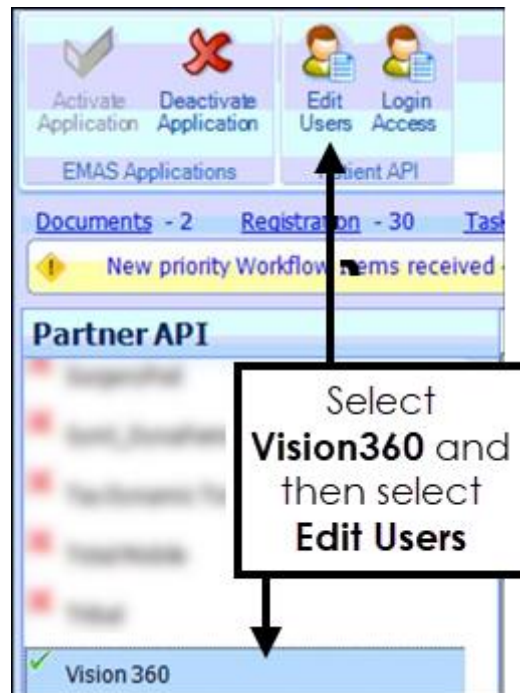 Activate Application
Deactivate Application
Edit Users
Login Access
EMAS Applications
Patient API
Documents - 2 Registration - 30 Task
New priority Workflow items received -
Partner API
Select
Vision360 and
then select
Edit Users
Vision 360